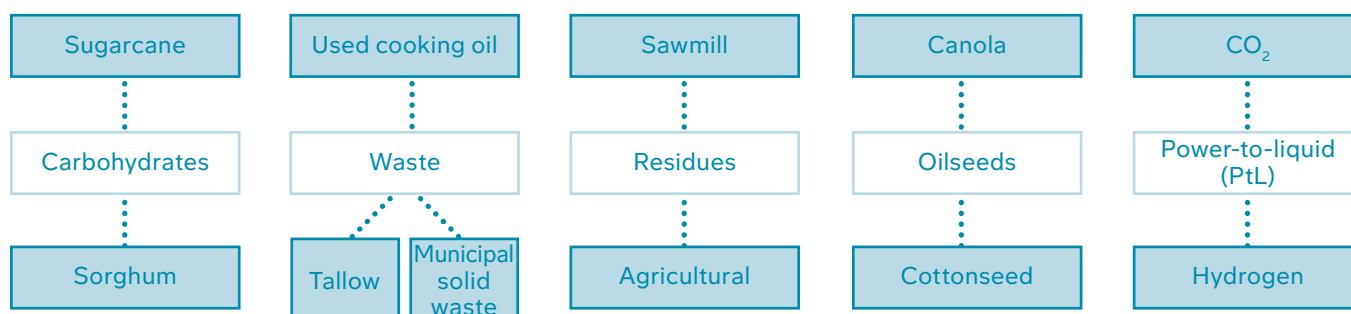 Sugarcane
Used cooking oil
Sawmill
Canola
CO₂
Carbohydrates
Waste
Residues
Oilseeds
Power-to-liquid
(PtL)
Sorghum
Tallow
Municipal
solid
waste
Agricultural
Cottonseed
Hydrogen